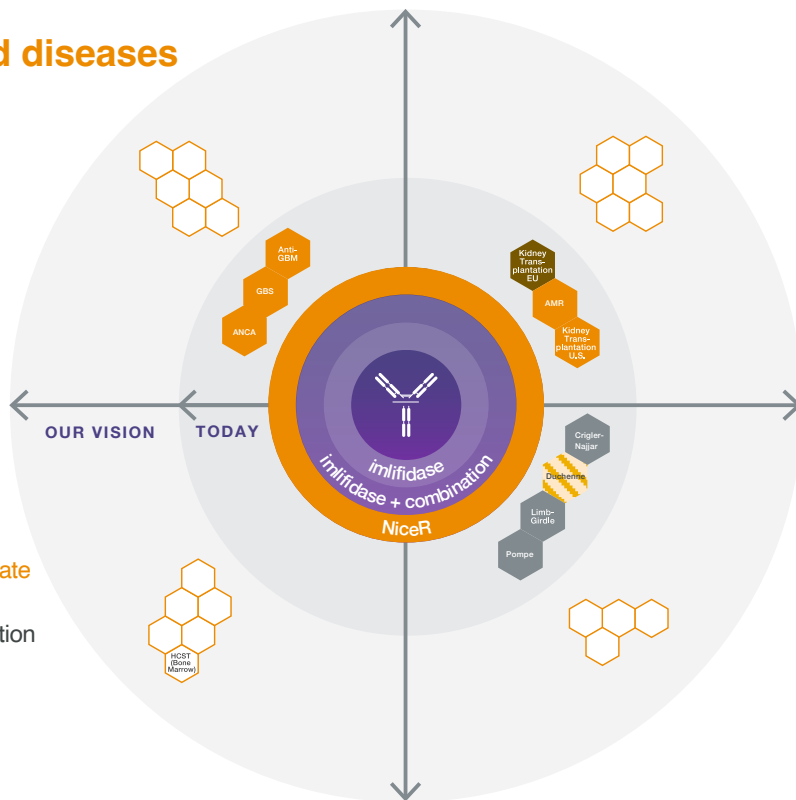 d diseases
Anti-
GBM
GBS
ANCA
Kidney
Trans-
plantation
EU
AMR
Kidney
Trans-
plantation
U.S.
OUR VISION
TODAY
imlifidase
imlifidase + combination
NiceR
Crigler-
Najjar
Duchenne
Limb-
Girdle
Pompe
ate
tion
HCST
(Bone
Marrow)